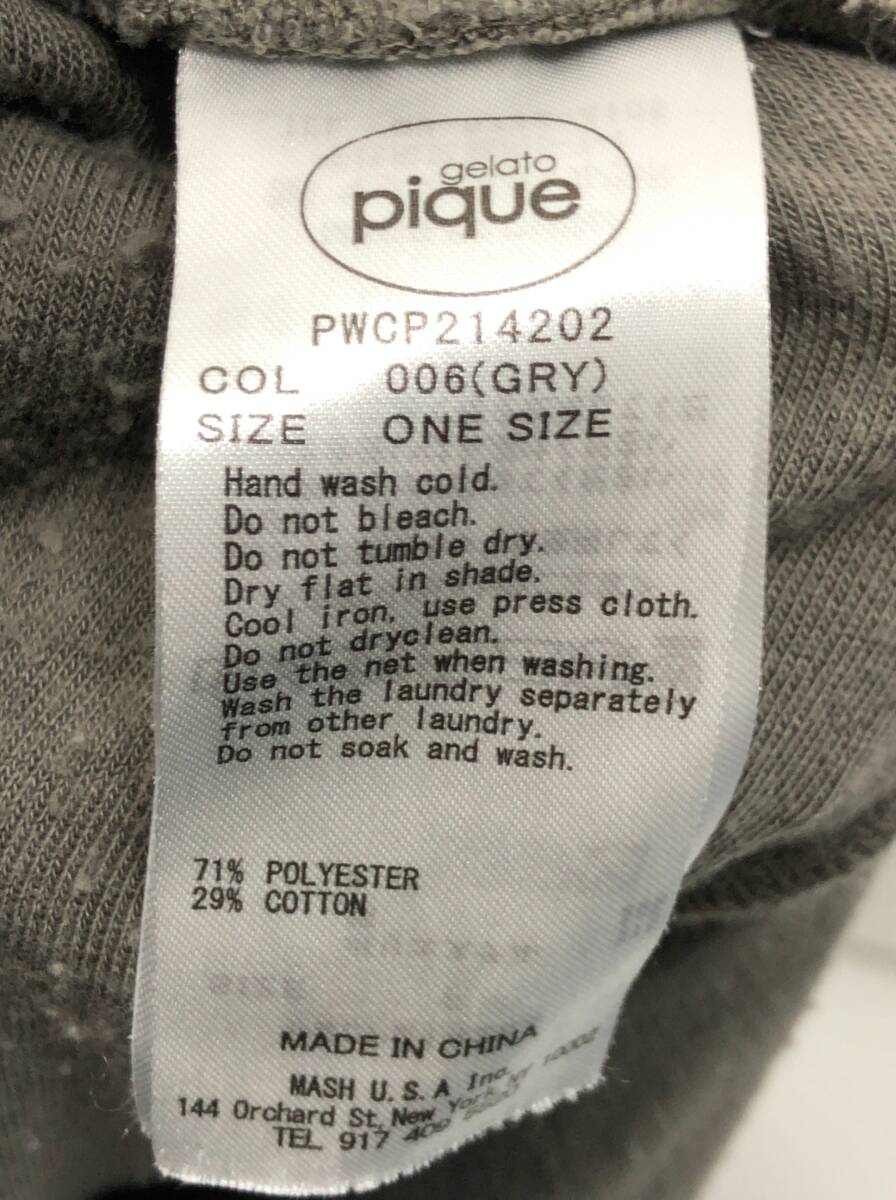 gelato
pique
PWCP214202
COL 006(GRY)
SIZE ONE SIZE
Hand wash cold.
Do not bleach.
Do not tumble dry.
Dry flat in shade.
Cool iron, use press cloth.
Do not dryclean.
Use the net when washing.
Wash the laundry separately
from other laundry.
Do not soak and wash.
71% POLYESTER
29% COTTON
MADE IN CHINA
MASH U.S.A Inc.
144 Orchard St, New York, NY 10002
TEL 917 409